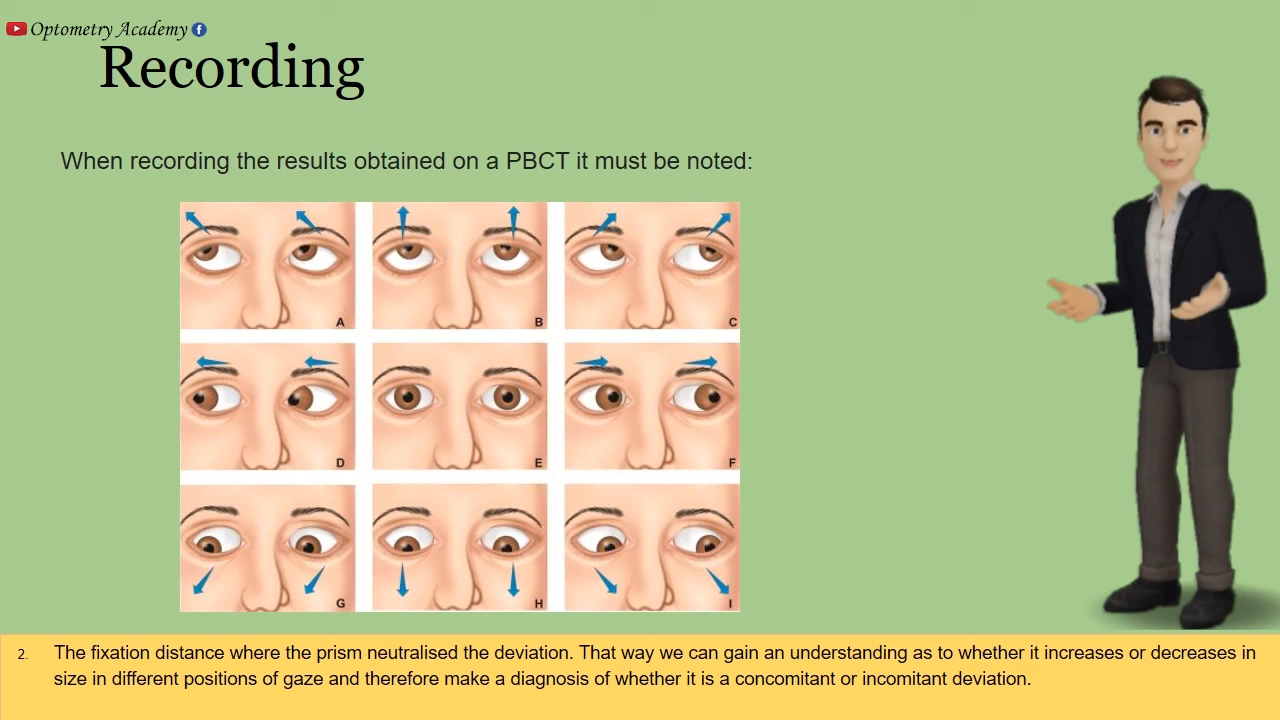 Optometry Academy
Recording
When recording the results obtained on a PBCT it must be noted:
A
B
C
D
E
F
G
H
I
2. The fixation distance where the prism neutralised the deviation. That way we can gain an understanding as to whether it increases or decreases in
size in different positions of gaze and therefore make a diagnosis of whether it is a concomitant or incomitant deviation.